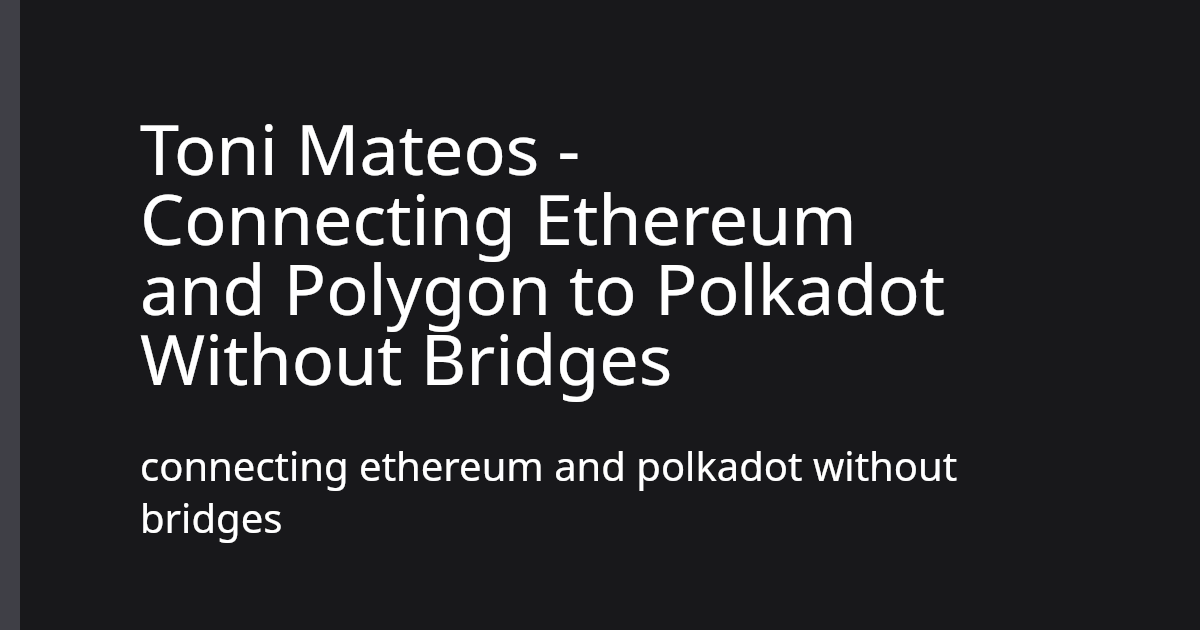 Toni Mateos -
Connecting Ethereum
and Polygon to Polkadot
Without Bridges
connecting ethereum and polkadot without
bridges